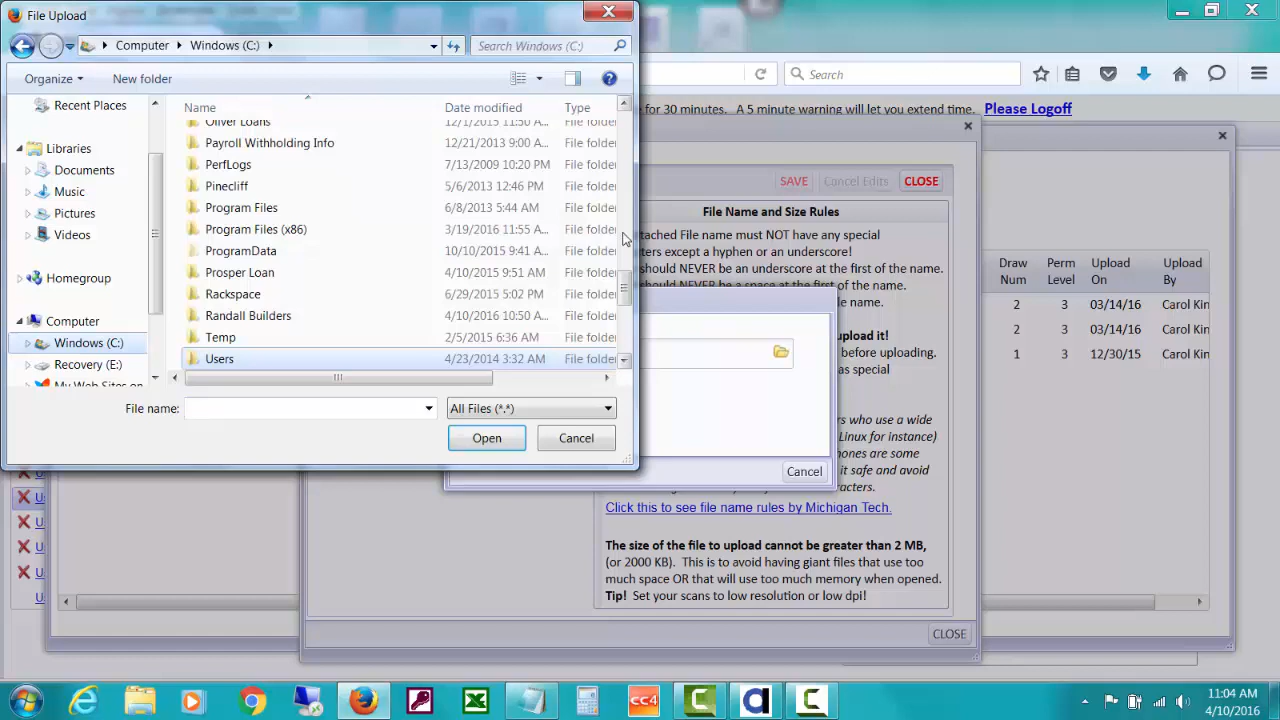 File Upload
Computer Windows (C:)
Search Windows (C:)
Organize
New folder
Search
for 30 minutes. A 5 minute warning will let you extend time. Please Logoff
Recent Places
Libraries
Documents
Music
Pictures
Videos
Homegroup
Computer
Windows (C:)
Recovery (E:)
My Web Sites on
Name Date modified Type
Oliver Loans 12/1/2015 11:50 A... File folder
Payroll Withholding Info 12/21/2013 9:00 A... File folder
PerfLogs 7/13/2009 10:20 PM File folder
Pinecliff 5/6/2013 12:46 PM File folder
Program Files 6/8/2013 5:44 AM File folder
Program Files (x86) 3/19/2016 11:55 A... File folder
ProgramData 10/10/2015 9:41 A... File folder
Prosper Loan 4/10/2015 9:51 AM File folder
Rackspace 6/29/2015 5:02 PM File folder
Randall Builders 4/10/2016 10:50 A... File folder
Temp 2/5/2015 6:36 AM File folder
Users 4/23/2014 3:32 AM File folder
File name:
All Files (*.*)
Open
Cancel
SAVE Cancel Edits CLOSE
File Name and Size Rules
tached File name must NOT have any special
ters except a hyphen or an underscore!
should NEVER be an underscore at the first of the name.
should NEVER be a space at the first of the name.
le name.
upload it!
before uploading.
as special
rs who use a wide
Linux for instance)
hones are some
it safe and avoid
racters.
Click this to see file name rules by Michigan Tech.
The size of the file to upload cannot be greater than 2 MB,
(or 2000 KB). This is to avoid having giant files that use too
much space OR that will use too much memory when opened.
Tip! Set your scans to low resolution or low dpi!
Cancel
CLOSE
Draw Num Perm Level Upload On Upload By
2 3 03/14/16 Carol Kin
2 3 03/14/16 Carol Kin
1 3 12/30/15 Carol Kin
CC4
11:04 AM
4/10/2016